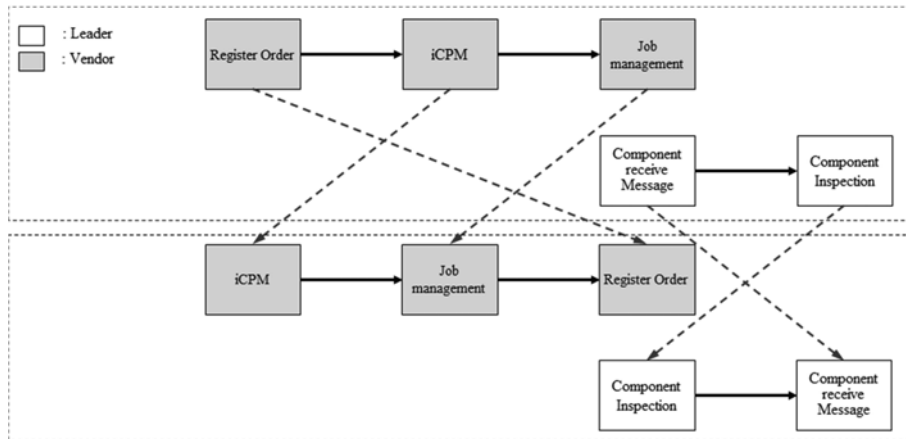 : Leader
: Vendor
Register Order
iCPM
Job
management
Component
receive
Message
Component
Inspection
iCPM
Job
management
Register Order
Component
Inspection
Component
receive
Message